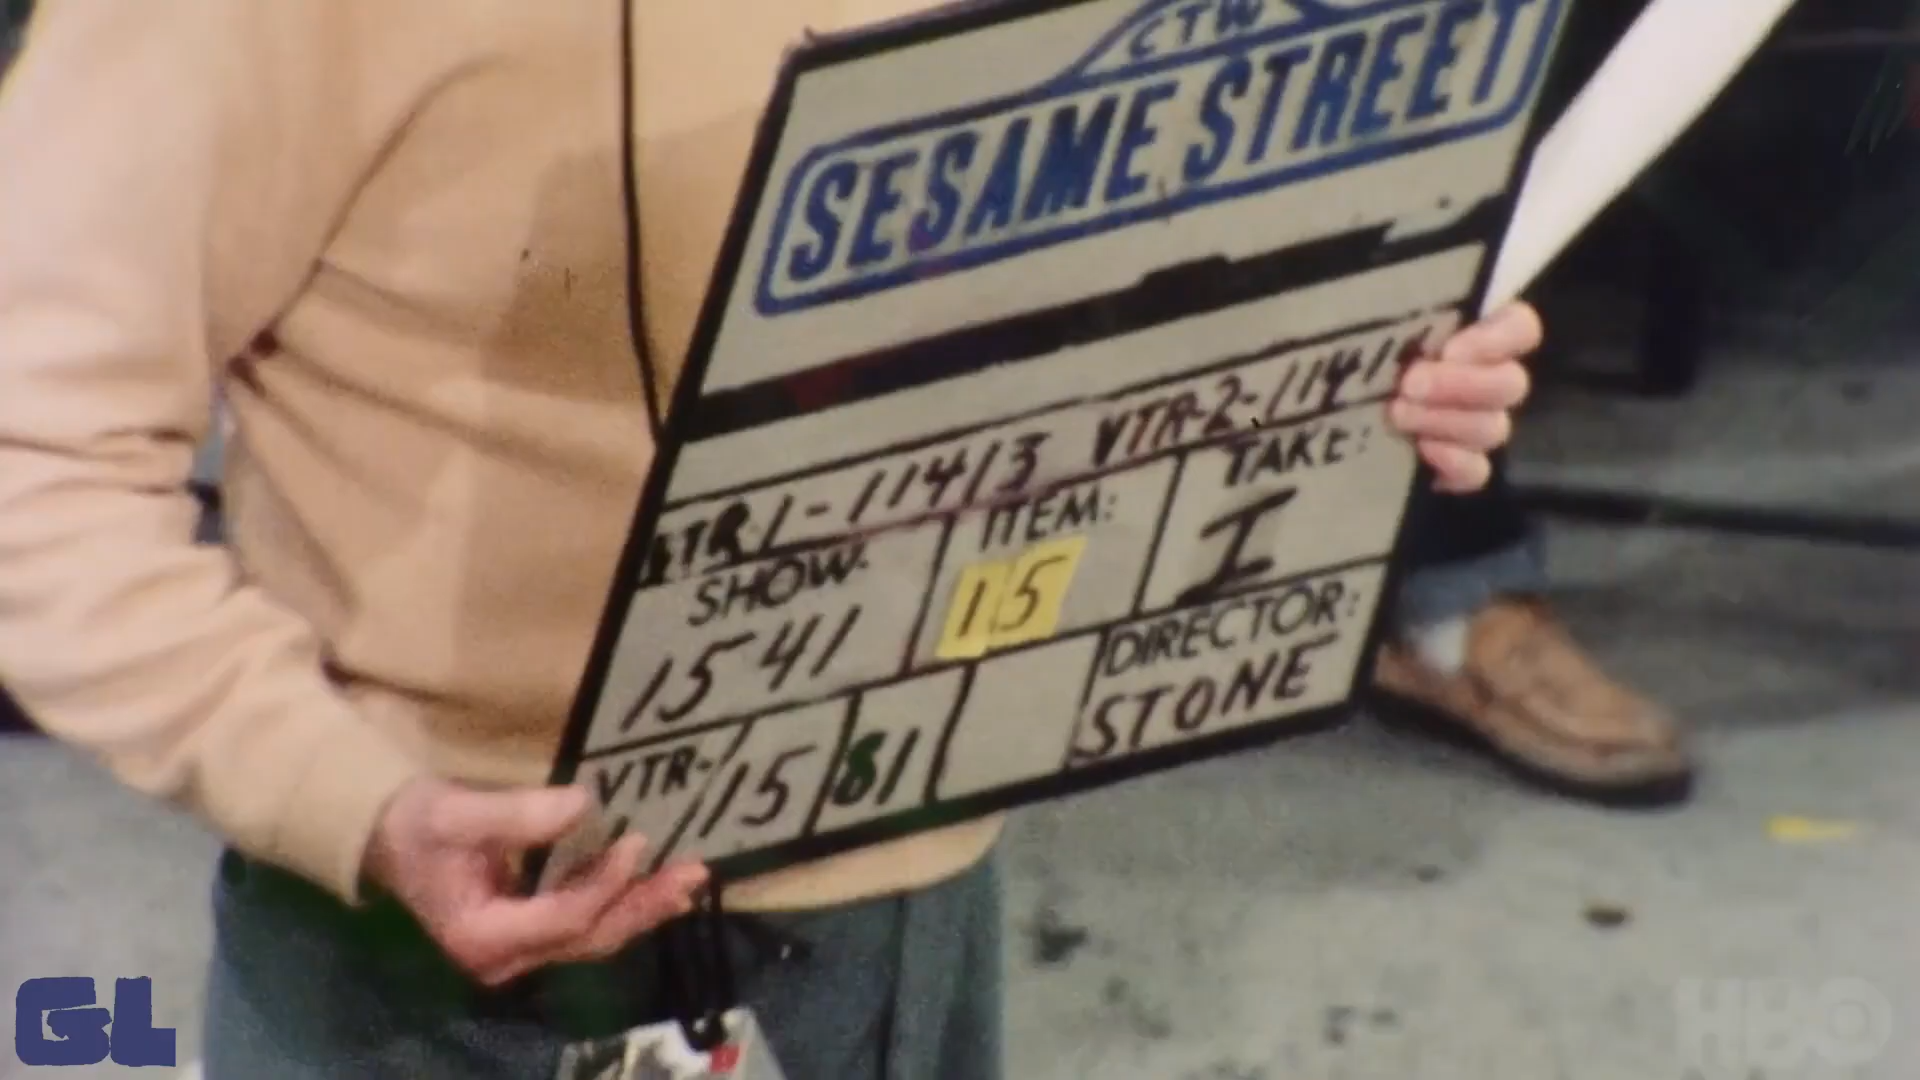 CTW
SESAME STREET
VTR-1-11413 VTR-2-1141
SHOW: ITEM: TAKE:
1541 15 I
DIRECTOR:
VTR- 15 81 STONE
GL
HBO